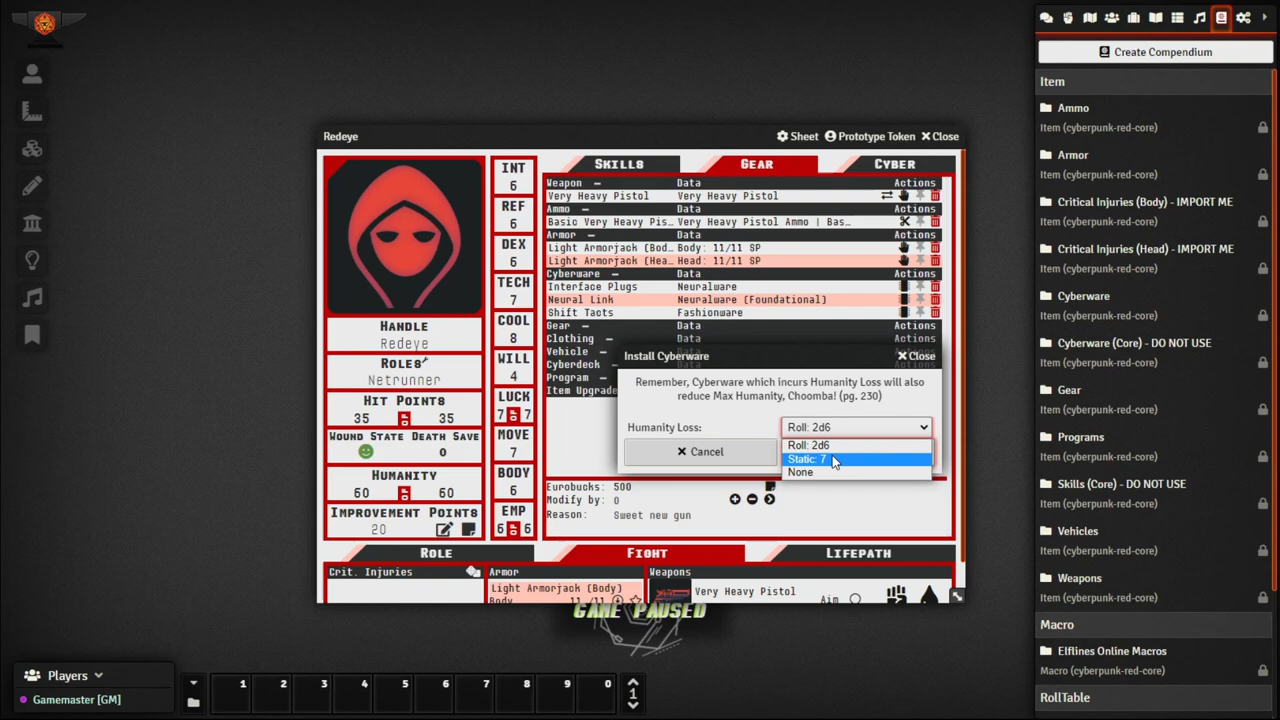 Create Compendium
Item
Ammo
Item (cyberpunk-red-core)
Armor
Item (cyberpunk-red-core)
Critical Injuries (Body) - IMPORT ME
Item (cyberpunk-red-core)
Critical Injuries (Head) - IMPORT ME
Item (cyberpunk-red-core)
Cyberware
Item (cyberpunk-red-core)
Cyberware (Core) - DO NOT USE
Item (cyberpunk-red-core)
Gear
Item (cyberpunk-red-core)
Programs
Item (cyberpunk-red-core)
Skills (Core) - DO NOT USE
Item (cyberpunk-red-core)
Vehicles
Item (cyberpunk-red-core)
Weapons
Item (cyberpunk-red-core)
Macro
Elflines Online Macros
Macro (cyberpunk-red-core)
RollTable
Redeye
Sheet Prototype Token Close
SKILLS GEAR CYBER
HANDLE
Redeye
ROLES
Netrunner
HIT POINTS
35 OF 35
WOUND STATE DEATH SAVE
0
HUMANITY
60 OF 60
IMPROVEMENT POINTS
20
INT
6
REF
6
DEX
6
TECH
7
COOL
8
WILL
4
LUCK
7 OF 7
MOVE
7
BODY
6
EMP
6 OF 6
Weapon – Data Actions
Very Heavy Pistol Very Heavy Pistol
Ammo – Data Actions
Basic Very Heavy Pis… Very Heavy Pistol Ammo | Bas…
Armor – Data Actions
Light Armorjack (Bod… Body: 11/11 SP
Light Armorjack (Hea… Head: 11/11 SP
Cyberware – Data Actions
Interface Plugs Neuralware
Neural Link Neuralware (Foundational)
Shift Tacts Fashionware
Gear – Data Actions
Clothing – Data Actions
Vehicle –
Cyberdeck –
Program –
Item Upgrade
Install Cyberware Close
Remember, Cyberware which incurs Humanity Loss will also
reduce Max Humanity, Choomba! (pg. 230)
Humanity Loss: Roll: 2d6
Cancel
Roll: 2d6
Static: 7
None
Eurobucks: 500
Modify by: 0
Reason: Sweet new gun
ROLE FIGHT LIFEPATH
Crit. Injuries
Armor
Light Armorjack (Body)
Body 11 /11
Weapons
Very Heavy Pistol
Aim
GAME PAUSED
Players
Gamemaster [GM]
1 2 3 4 5 6 7 8 9 0
1